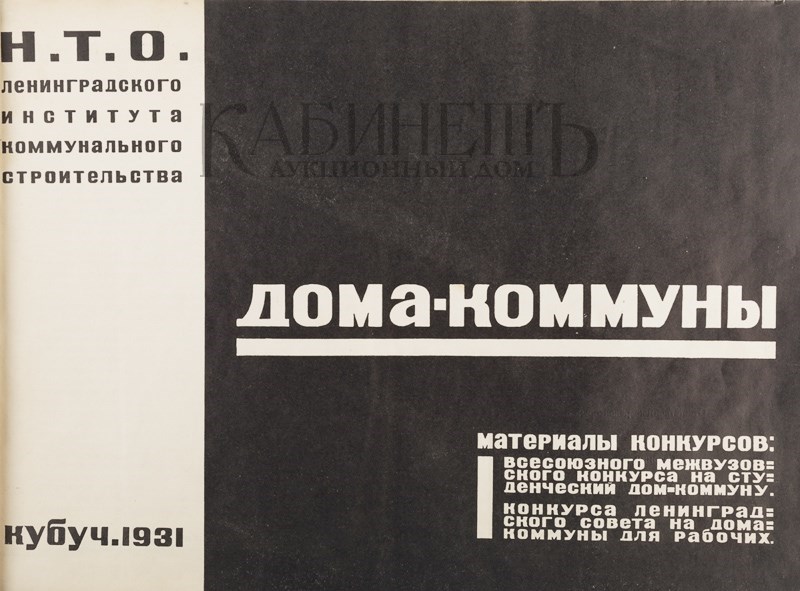 Н.Т.О.
ЛЕНИНГРАДСКОГО
ИНСТИТУТА
КОММУНАЛЬНОГО
СТРОИТЕЛЬСТВА
КАБИНЕТЪ
АУКЦИОННЫЙ ДОМ
ДОМА-КОММУНЫ
МАТЕРИАЛЫ КОНКУРСОВ:
ВСЕСОЮЗНОГО МЕЖВУЗОВ=
СКОГО КОНКУРСА НА СТУ=
ДЕНЧЕСКИЙ ДОМ=КОММУНУ.
КОНКУРСА ЛЕНИНГРАД=
СКОГО СОВЕТА НА ДОМА=
КОММУНЫ ДЛЯ РАБОЧИХ.
КУБУЧ.1931